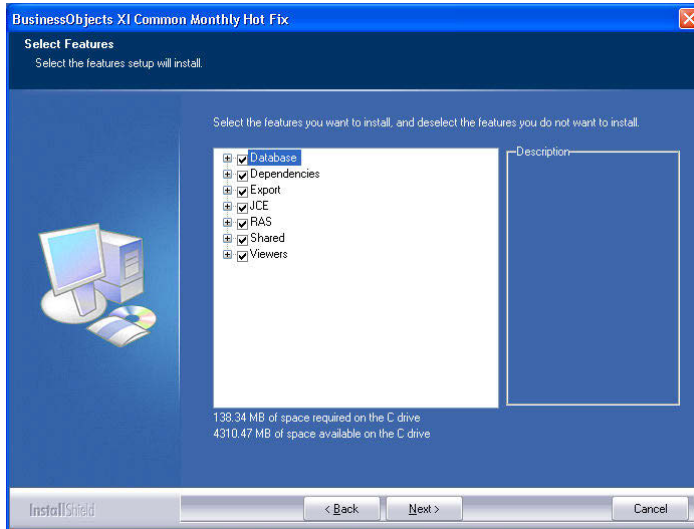 BusinessObjects XI Common Monthly Hot Fix
Select Features
Select the features setup will install.
Select the features you want to install, and deselect the features you do not want to install.
Database
Dependencies
Export
JCE
RAS
Shared
Viewers
Description
138.34 MB of space required on the C drive
4310.47 MB of space available on the C drive
InstallShield
< Back
Next >
Cancel